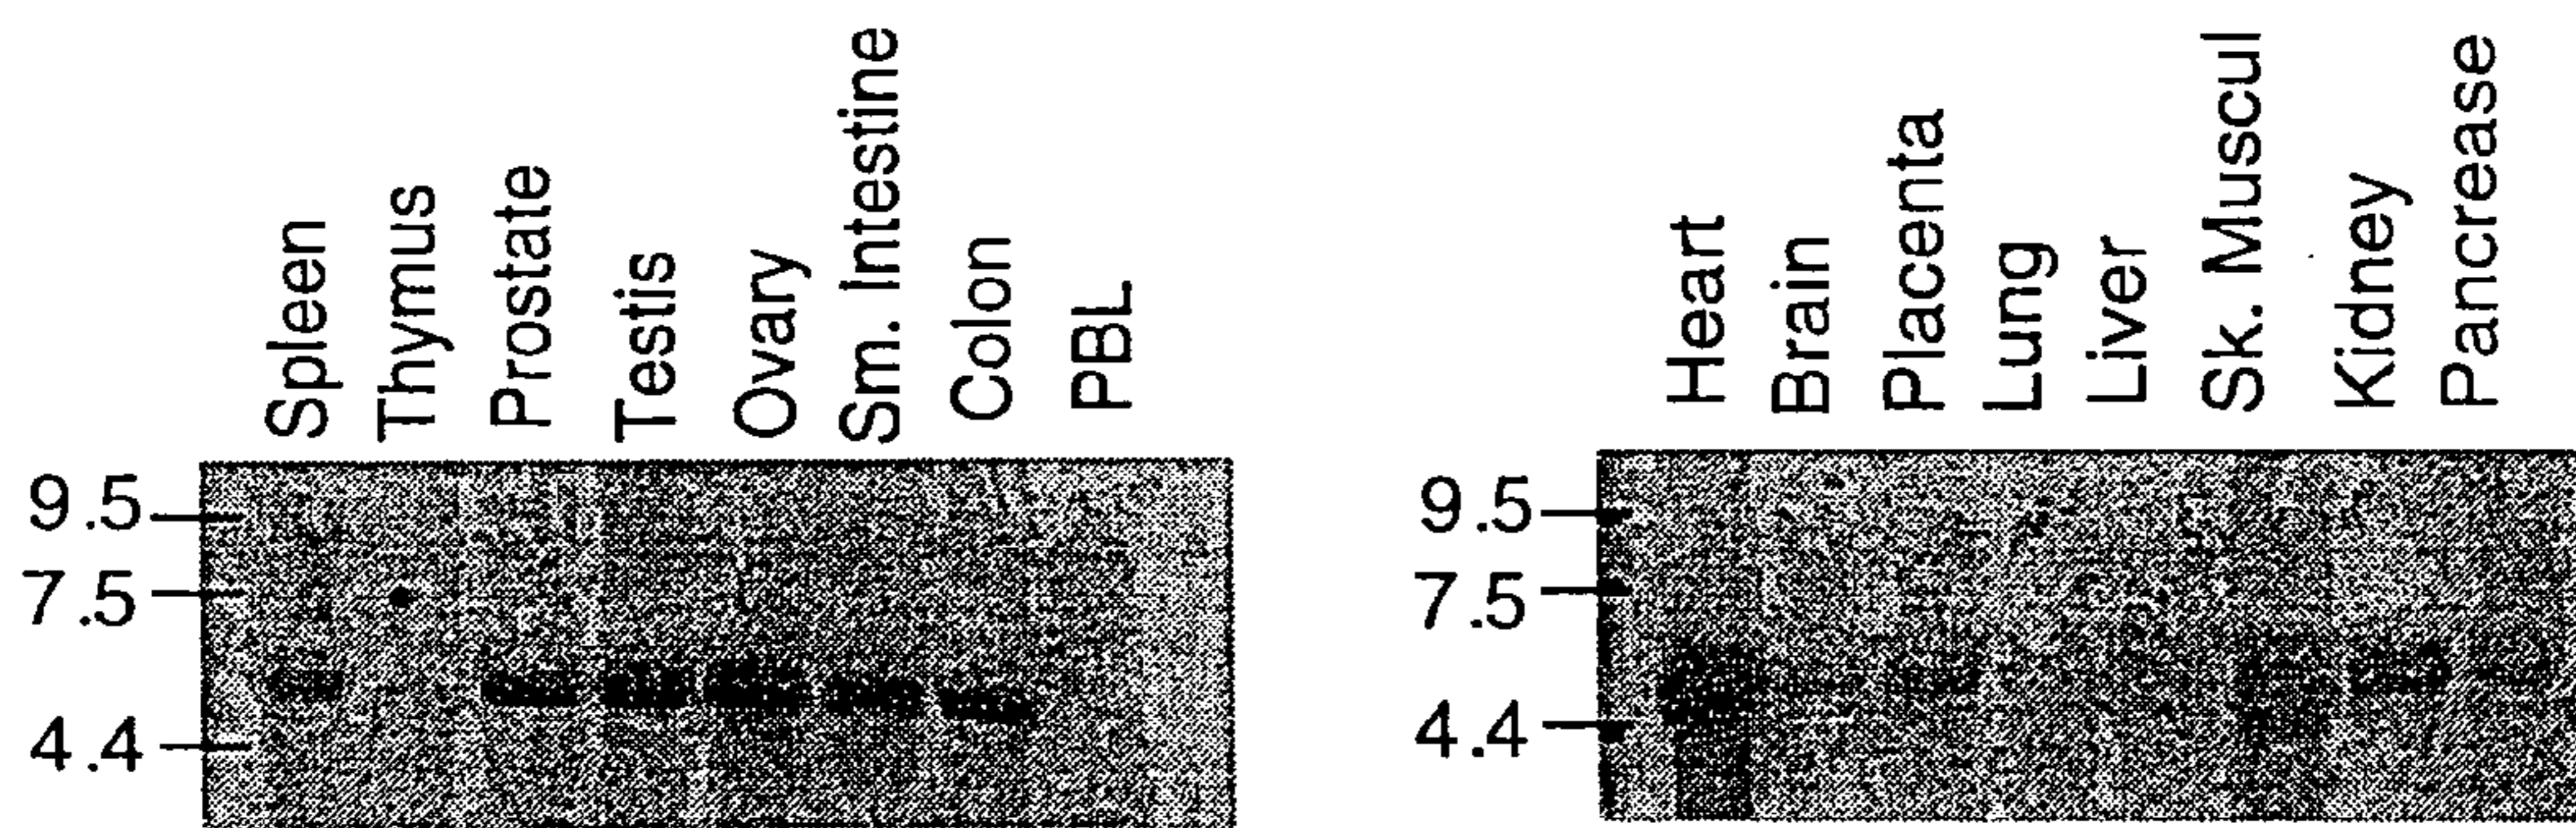 Spleen
Thymus
Prostate
Testis
Ovary
Sm. Intestine
Colon
PBL
9.5
7.5
4.4
Heart
Brain
Placenta
Lung
Liver
Sk. Muscul
Kidney
Pancrease
9.5
7.5
4.4